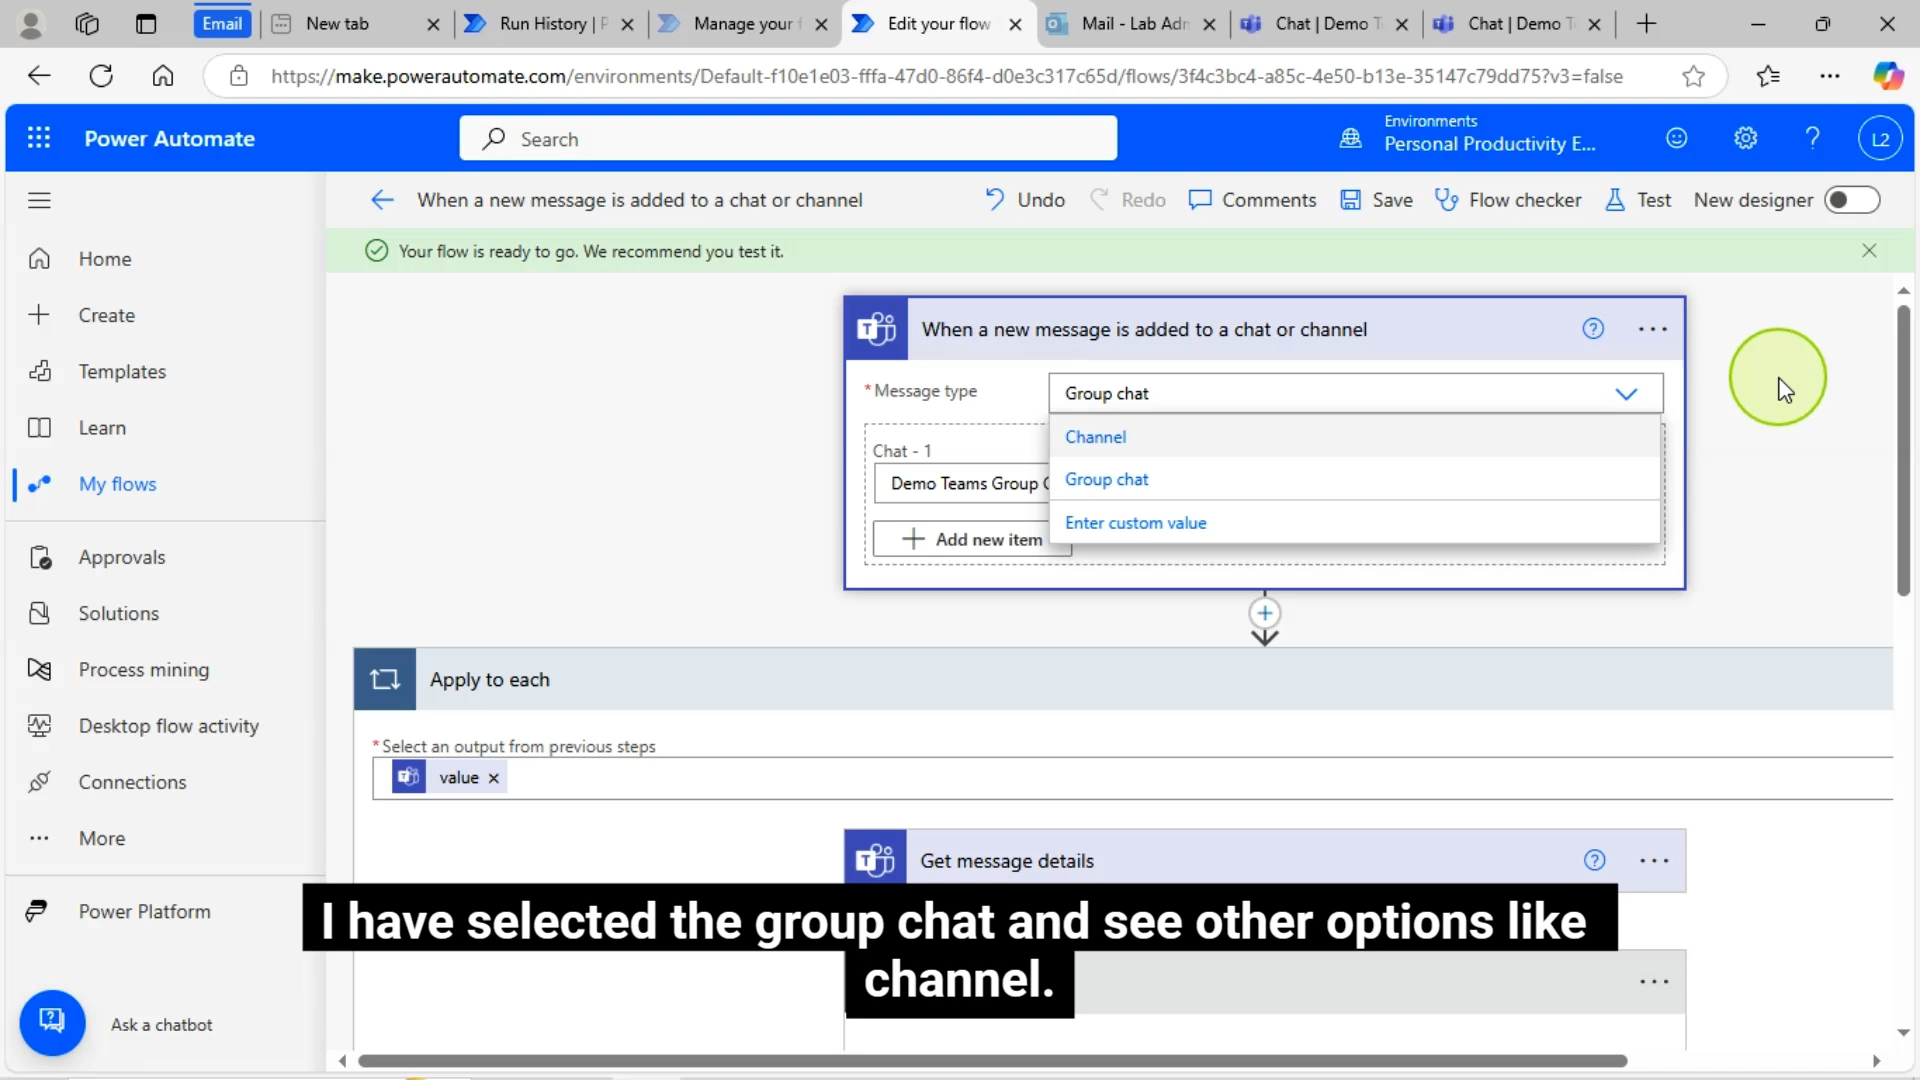 Email
New tab
Run History | P
Manage your f
Edit your flow
Mail - Lab Adm
Chat | Demo T
Chat | Demo T
https://make.powerautomate.com/environments/Default-f10e1e03-fffa-47d0-86f4-d0e3c317c65d/flows/3f4c3bc4-a85c-4e50-b13e-35147c79dd75?v3=false
Power Automate
Search
Environments
Personal Productivity E...
L2
When a new message is added to a chat or channel
Undo
Redo
Comments
Save
Flow checker
Test
New designer
Your flow is ready to go. We recommend you test it.
Home
Create
Templates
Learn
My flows
Approvals
Solutions
Process mining
Desktop flow activity
Connections
More
Power Platform
Ask a chatbot
When a new message is added to a chat or channel
* Message type
Group chat
Channel
Group chat
Enter custom value
Chat - 1
Demo Teams Group
Add new item
Apply to each
* Select an output from previous steps
value
Get message details
I have selected the group chat and see other options like
channel.